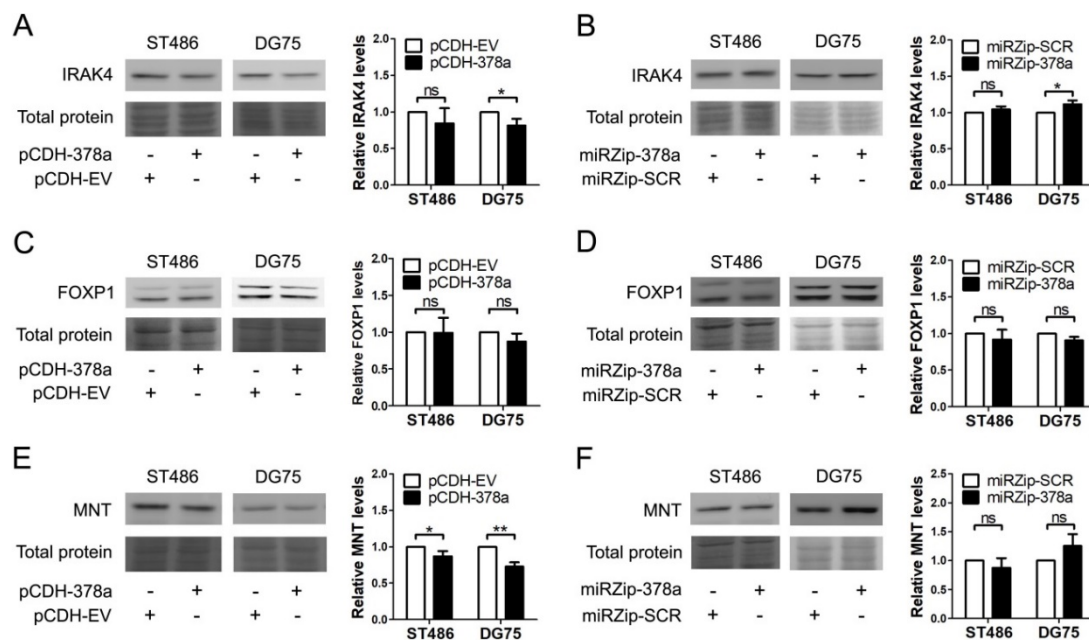 A
ST486 DG75
IRAK4
Total protein
pCDH-378a - + - +
pCDH-EV + - + -
Relative IRAK4 levels
2.0
1.5
1.0
0.5
0.0
pCDH-EV
pCDH-378a
ns *
ST486 DG75
B
ST486 DG75
IRAK4
Total protein
miRZip-378a - + - +
miRZip-SCR + - + -
Relative IRAK4 levels
2.0
1.5
1.0
0.5
0.0
miRZip-SCR
miRZip-378a
ns *
ST486 DG75
C
ST486 DG75
FOXP1
Total protein
pCDH-378a - + - +
pCDH-EV + - + -
Relative FOXP1 levels
2.0
1.5
1.0
0.5
0.0
pCDH-EV
pCDH-378a
ns ns
ST486 DG75
D
ST486 DG75
FOXP1
Total protein
miRZip-378a - + - +
miRZip-SCR + - + -
Relative FOXP1 levels
2.0
1.5
1.0
0.5
0.0
miRZip-SCR
miRZip-378a
ns ns
ST486 DG75
E
ST486 DG75
MNT
Total protein
pCDH-378a - + - +
pCDH-EV + - + -
Relative MNT levels
2.0
1.5
1.0
0.5
0.0
pCDH-EV
pCDH-378a
* **
ST486 DG75
F
ST486 DG75
MNT
Total protein
miRZip-378a - + - +
miRZip-SCR + - + -
Relative MNT levels
2.5
2.0
1.5
1.0
0.5
0.0
miRZip-SCR
miRZip-378a
ns ns
ST486 DG75